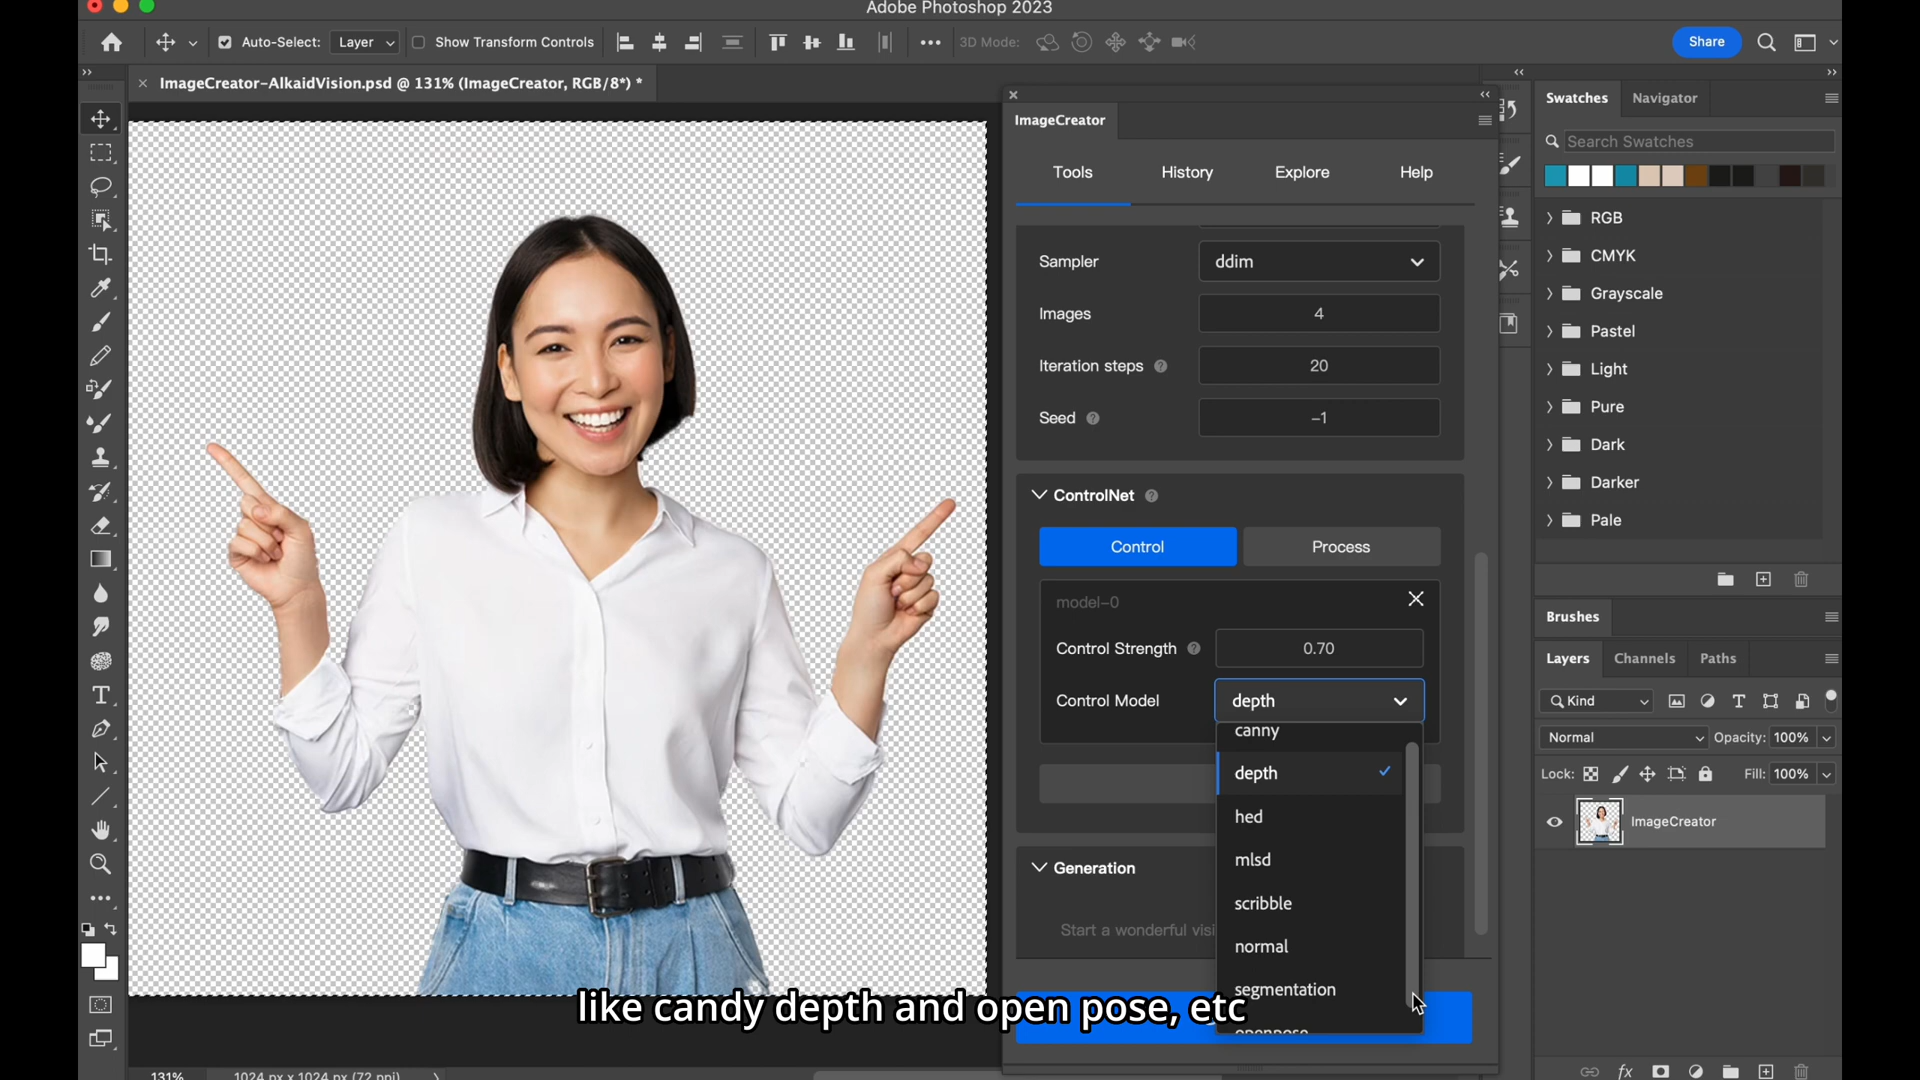 Adobe Photoshop 2023
Auto-Select: Layer Show Transform Controls 3D Mode: Share
ImageCreator-AlkaidVision.psd @ 131% (ImageCreator, RGB/8*) *
ImageCreator
Tools History Explore Help
Sampler ddim
Images 4
Iteration steps 20
Seed -1
ControlNet
Control Process
model-0
Control Strength 0.70
Control Model depth
canny
depth
hed
mlsd
scribble
normal
segmentation
openpose
Generation
Start a wonderful visi
like candy depth and open pose, etc
131% 1024 px x 1024 px (72 ppi)
Swatches Navigator
Search Swatches
RGB
CMYK
Grayscale
Pastel
Light
Pure
Dark
Darker
Pale
Brushes
Layers Channels Paths
Kind
Normal Opacity: 100%
Lock: Fill: 100%
ImageCreator
fx